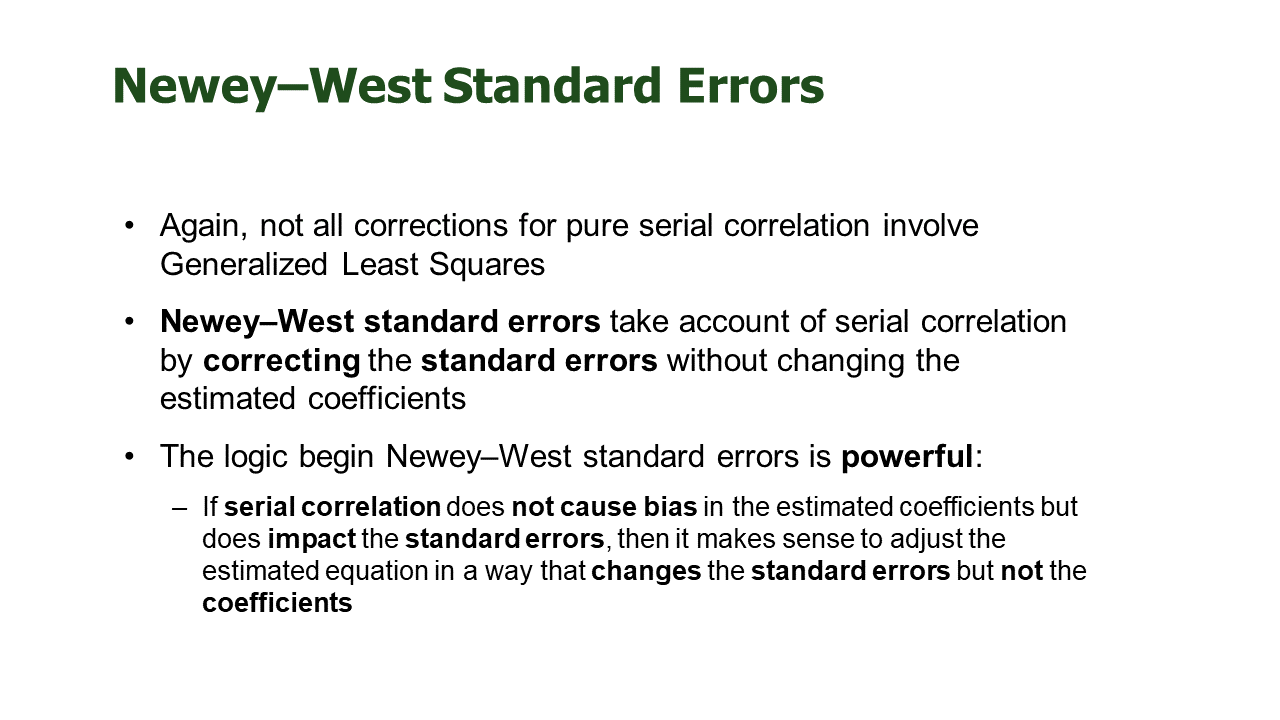 Newey–West Standard Errors
• Again, not all corrections for pure serial correlation involve
Generalized Least Squares
• Newey–West standard errors take account of serial correlation
by correcting the standard errors without changing the
estimated coefficients
• The logic begin Newey–West standard errors is powerful:
– If serial correlation does not cause bias in the estimated coefficients but
does impact the standard errors, then it makes sense to adjust the
estimated equation in a way that changes the standard errors but not the
coefficients